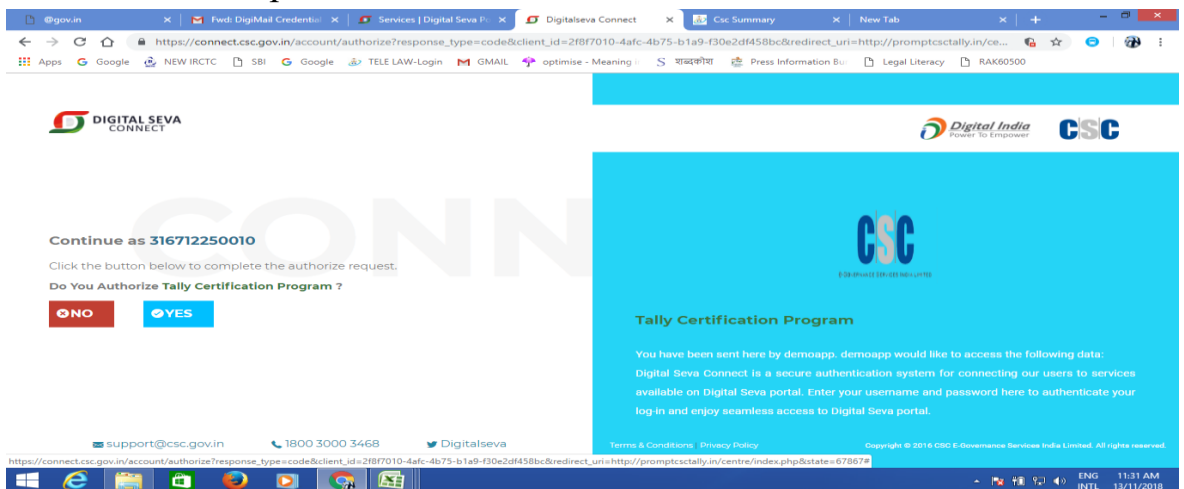 @gov.in
Fwd: DigiMail Credential
Services | Digital Seva Po
Digitalseva Connect
Csc Summary
New Tab
https://connect.csc.gov.in/account/authorize?response_type=code&client_id=2f8f7010-4afc-4b75-b1a9-f30e2df458bc&redirect_uri=http://promptcsctally.in/ce...
Apps Google NEW IRCTC SBI Google TELE LAW-Login GMAIL optimise - Meaning i शब्दकोश Press Information Bu Legal Literacy RAK60500
DIGITAL SEVA
CONNECT
Digital India
Power To Empower
CSC
CONN
Continue as 316712250010
Click the button below to complete the authorize request.
Do You Authorize Tally Certification Program ?
NO
YES
support@csc.gov.in 1800 3000 3468 Digitalseva
CSC
E-GOVERNANCE SERVICES INDIA LIMITED
Tally Certification Program
You have been sent here by demoapp. demoapp would like to access the following data:
Digital Seva Connect is a secure authentication system for connecting our users to services
available on Digital Seva portal. Enter your username and password here to authenticate your
log-in and enjoy seamless access to Digital Seva portal.
Terms & Conditions Privacy Policy
Copyright © 2016 CSC E-Governance Services India Limited. All rights reserved.
https://connect.csc.gov.in/account/authorize?response_type=code&client_id=2f8f7010-4afc-4b75-b1a9-f30e2df458bc&redirect_uri=http://promptcsctally.in/centre/index.php&state=67867#
ENG 11:31 AM
INTL 13/11/2018